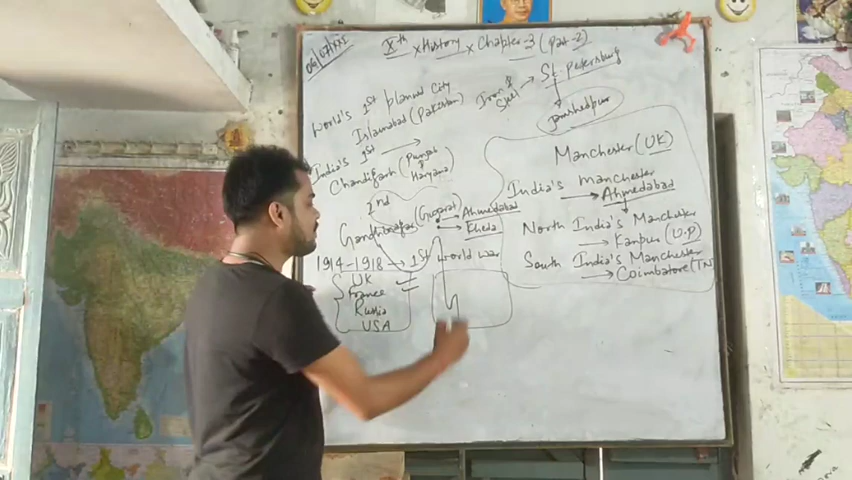 Xth × History × Chapter-3 (Part-2)
World's 1st planned City
Islamabad (Pakistan)
India's 1st →
Chandigarh (Punjab & Haryana)
2nd
Gandhinagar (Gujarat) → Ahmedabad
→ Kheda
1914-1918 → 1st world war
UK
France
Russia
USA
Iron & Steel → St. Petersburg
Jamshedpur
Manchester (UK)
India's Manchester
→ Ahmedabad
North India's Manchester
→ Kanpur (U.P)
South India's Manchester
→ Coimbatore (TN